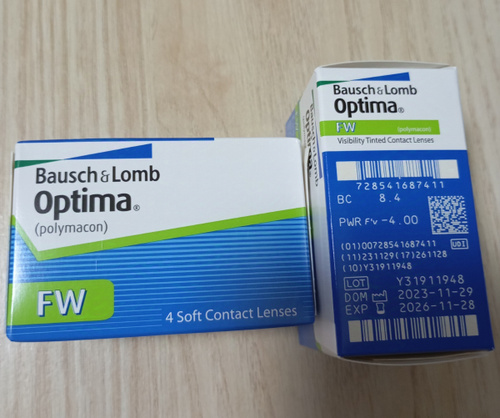 Bausch & Lomb
Optima®
(polymacon)
FW
4 Soft Contact Lenses
Bausch & Lomb
Optima®
FW (polymacon)
Visibility Tinted Contact Lenses
728541687411
BC 8.4
PWR FW -4.00
(01)00728541687411 UDI
(11)231129(17)261128
(10)Y31911948
LOT Y31911948
DOM 2023-11-29
EXP 2026-11-28